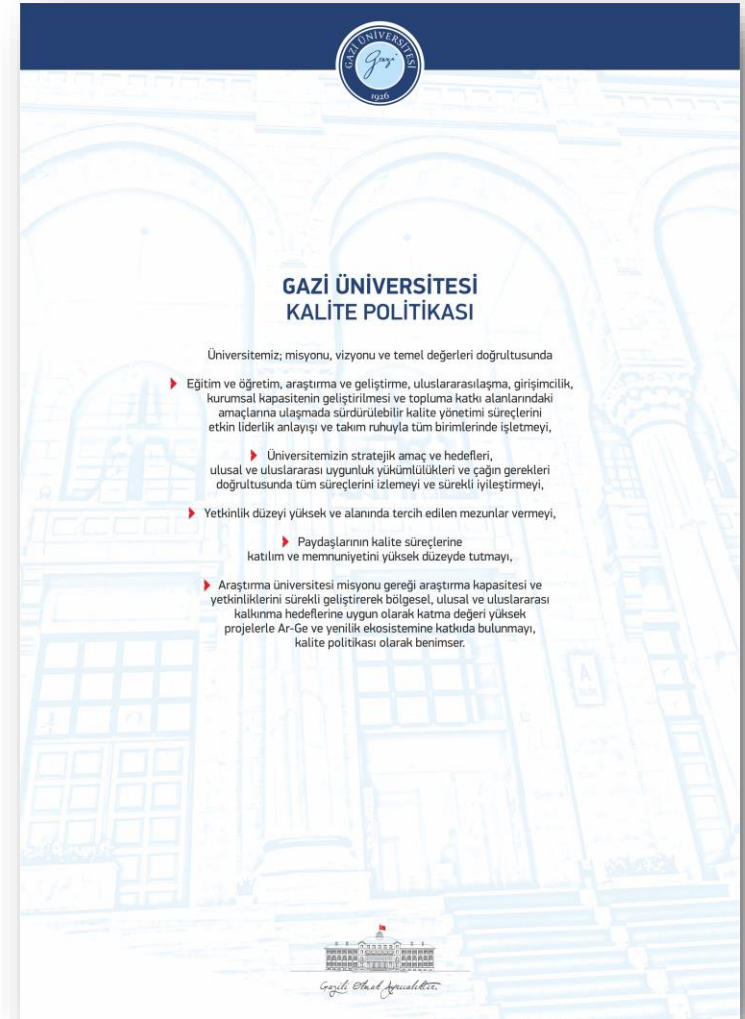 GAZİ ÜNİVERSİTESİ
Gazi
1926
GAZİ ÜNİVERSİTESİ
KALİTE POLİTİKASI
Üniversitemiz; misyonu, vizyonu ve temel değerleri doğrultusunda
Eğitim ve öğretim, araştırma ve geliştirme, uluslararasılaşma, girişimcilik,
kurumsal kapasitenin geliştirilmesi ve topluma katkı alanlarındaki
amaçlarına ulaşmada sürdürülebilir kalite yönetimi süreçlerini
etkin liderlik anlayışı ve takım ruhuyla tüm birimlerinde işletmeyi,
Üniversitemizin stratejik amaç ve hedefleri,
ulusal ve uluslararası uygunluk yükümlülükleri ve çağın gerekleri
doğrultusunda tüm süreçlerini izlemeyi ve sürekli iyileştirmeyi,
Yetkinlik düzeyi yüksek ve alanında tercih edilen mezunlar vermeyi,
Paydaşlarının kalite süreçlerine
katılım ve memnuniyetini yüksek düzeyde tutmayı,
Araştırma üniversitesi misyonu gereği araştırma kapasitesi ve
yetkinliklerini sürekli geliştirerek bölgesel, ulusal ve uluslararası
kalkınma hedeflerine uygun olarak katma değeri yüksek
projelerle Ar-Ge ve yenilik ekosistemine katkıda bulunmayı,
kalite politikası olarak benimser.
A
Gazili Olmak Ayrıcalıktır.